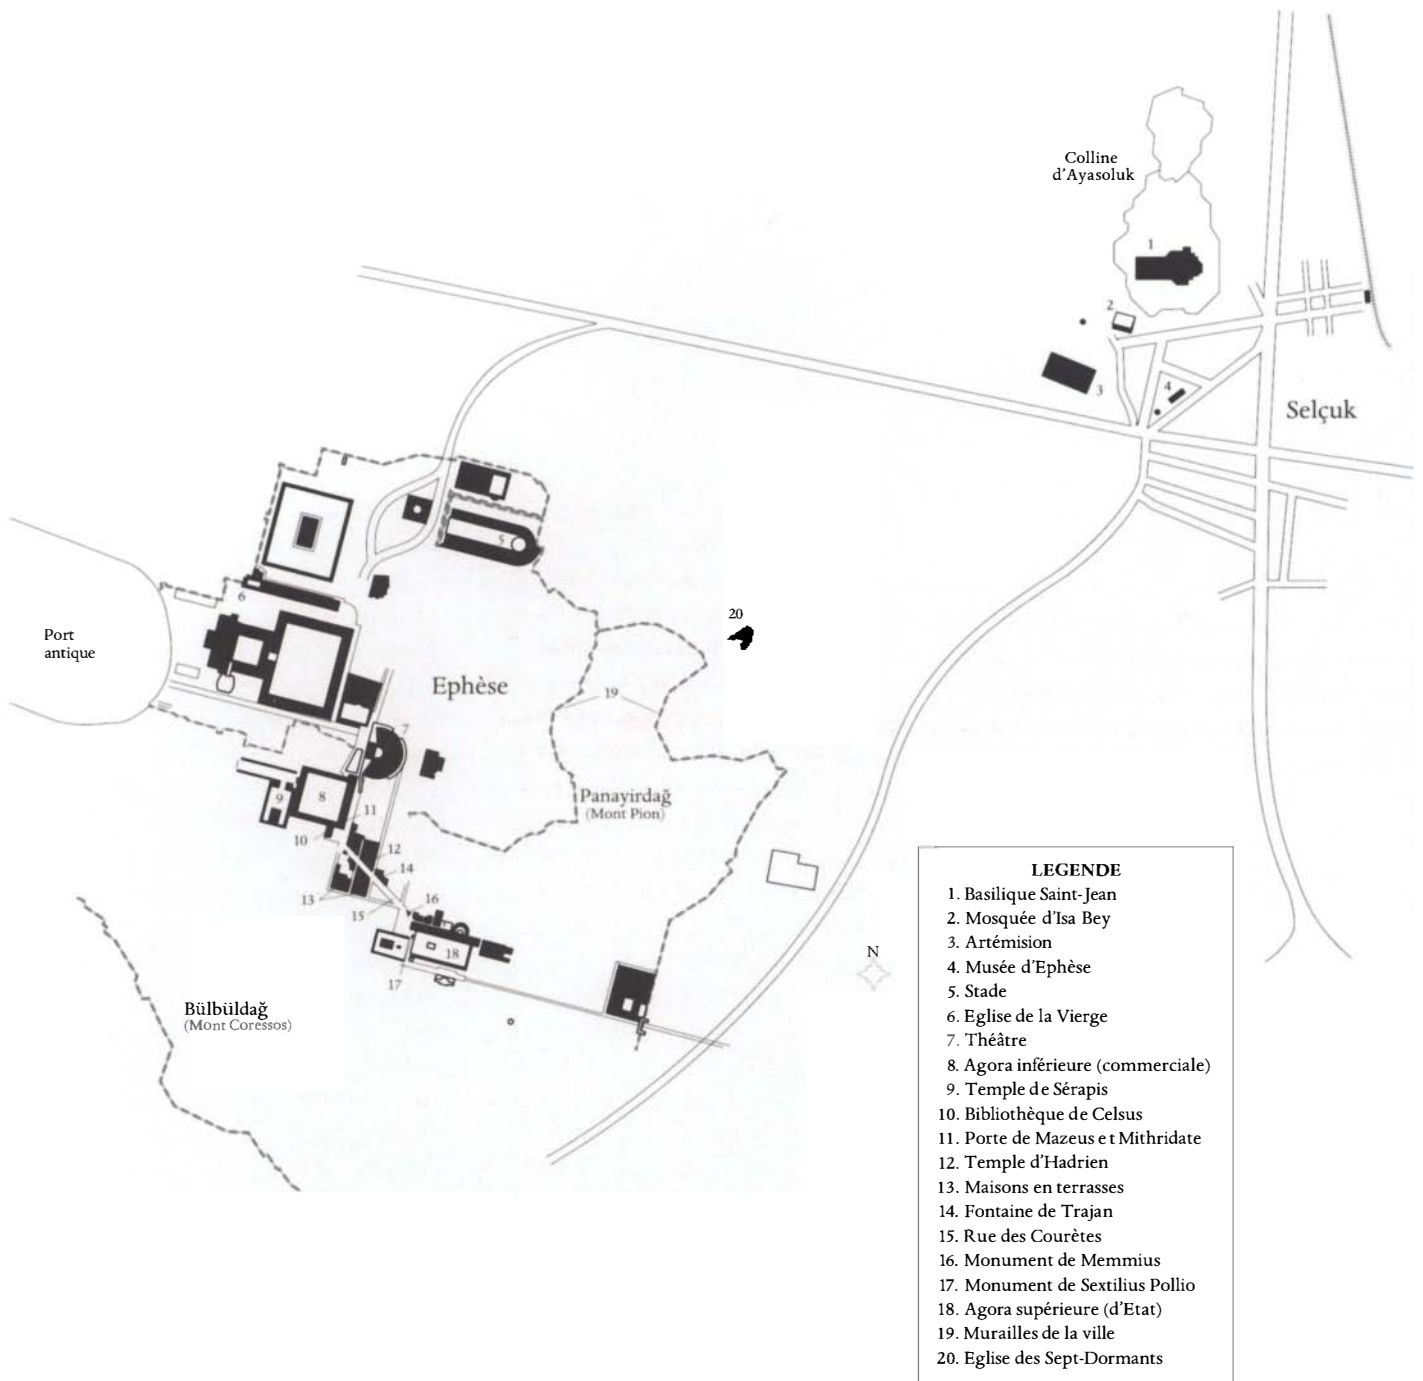 Colline
d'Ayasoluk
1
2
3
4
Selçuk
5
6
20
Port
antique
Ephèse
19
7
8
9
Panayirdağ
(Mont Pion)
11
10
12
14
13
15
16
18
17
N
Bülbüldağ
(Mont Coressos)
LEGENDE
1. Basilique Saint-Jean
2. Mosquée d'Isa Bey
3. Artémision
4. Musée d'Ephèse
5. Stade
6. Eglise de la Vierge
7. Théâtre
8. Agora inférieure (commerciale)
9. Temple de Sérapis
10. Bibliothèque de Celsus
11. Porte de Mazeus et Mithridate
12. Temple d'Hadrien
13. Maisons en terrasses
14. Fontaine de Trajan
15. Rue des Courètes
16. Monument de Memmius
17. Monument de Sextilius Pollio
18. Agora supérieure (d'Etat)
19. Murailles de la ville
20. Eglise des Sept-Dormants